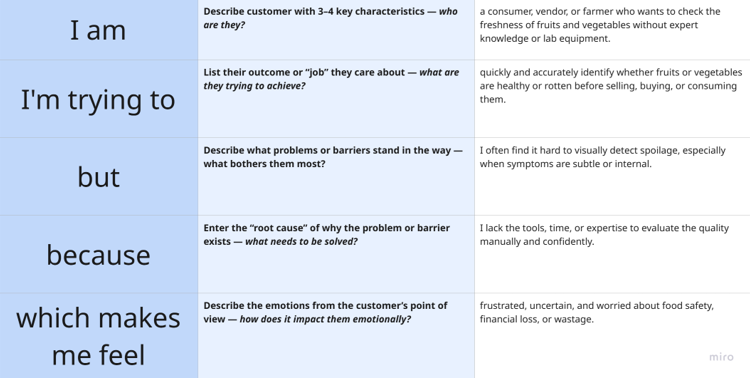 I am
Describe customer with 3–4 key characteristics — who
are they?
a consumer, vendor, or farmer who wants to check the
freshness of fruits and vegetables without expert
knowledge or lab equipment.
I'm trying to
List their outcome or “job” they care about — what are
they trying to achieve?
quickly and accurately identify whether fruits or vegetables
are healthy or rotten before selling, buying, or consuming
them.
but
Describe what problems or barriers stand in the way —
what bothers them most?
I often find it hard to visually detect spoilage, especially
when symptoms are subtle or internal.
because
Enter the “root cause” of why the problem or barrier
exists — what needs to be solved?
I lack the tools, time, or expertise to evaluate the quality
manually and confidently.
which makes
me feel
Describe the emotions from the customer’s point of
view — how does it impact them emotionally?
frustrated, uncertain, and worried about food safety,
financial loss, or wastage.
miro